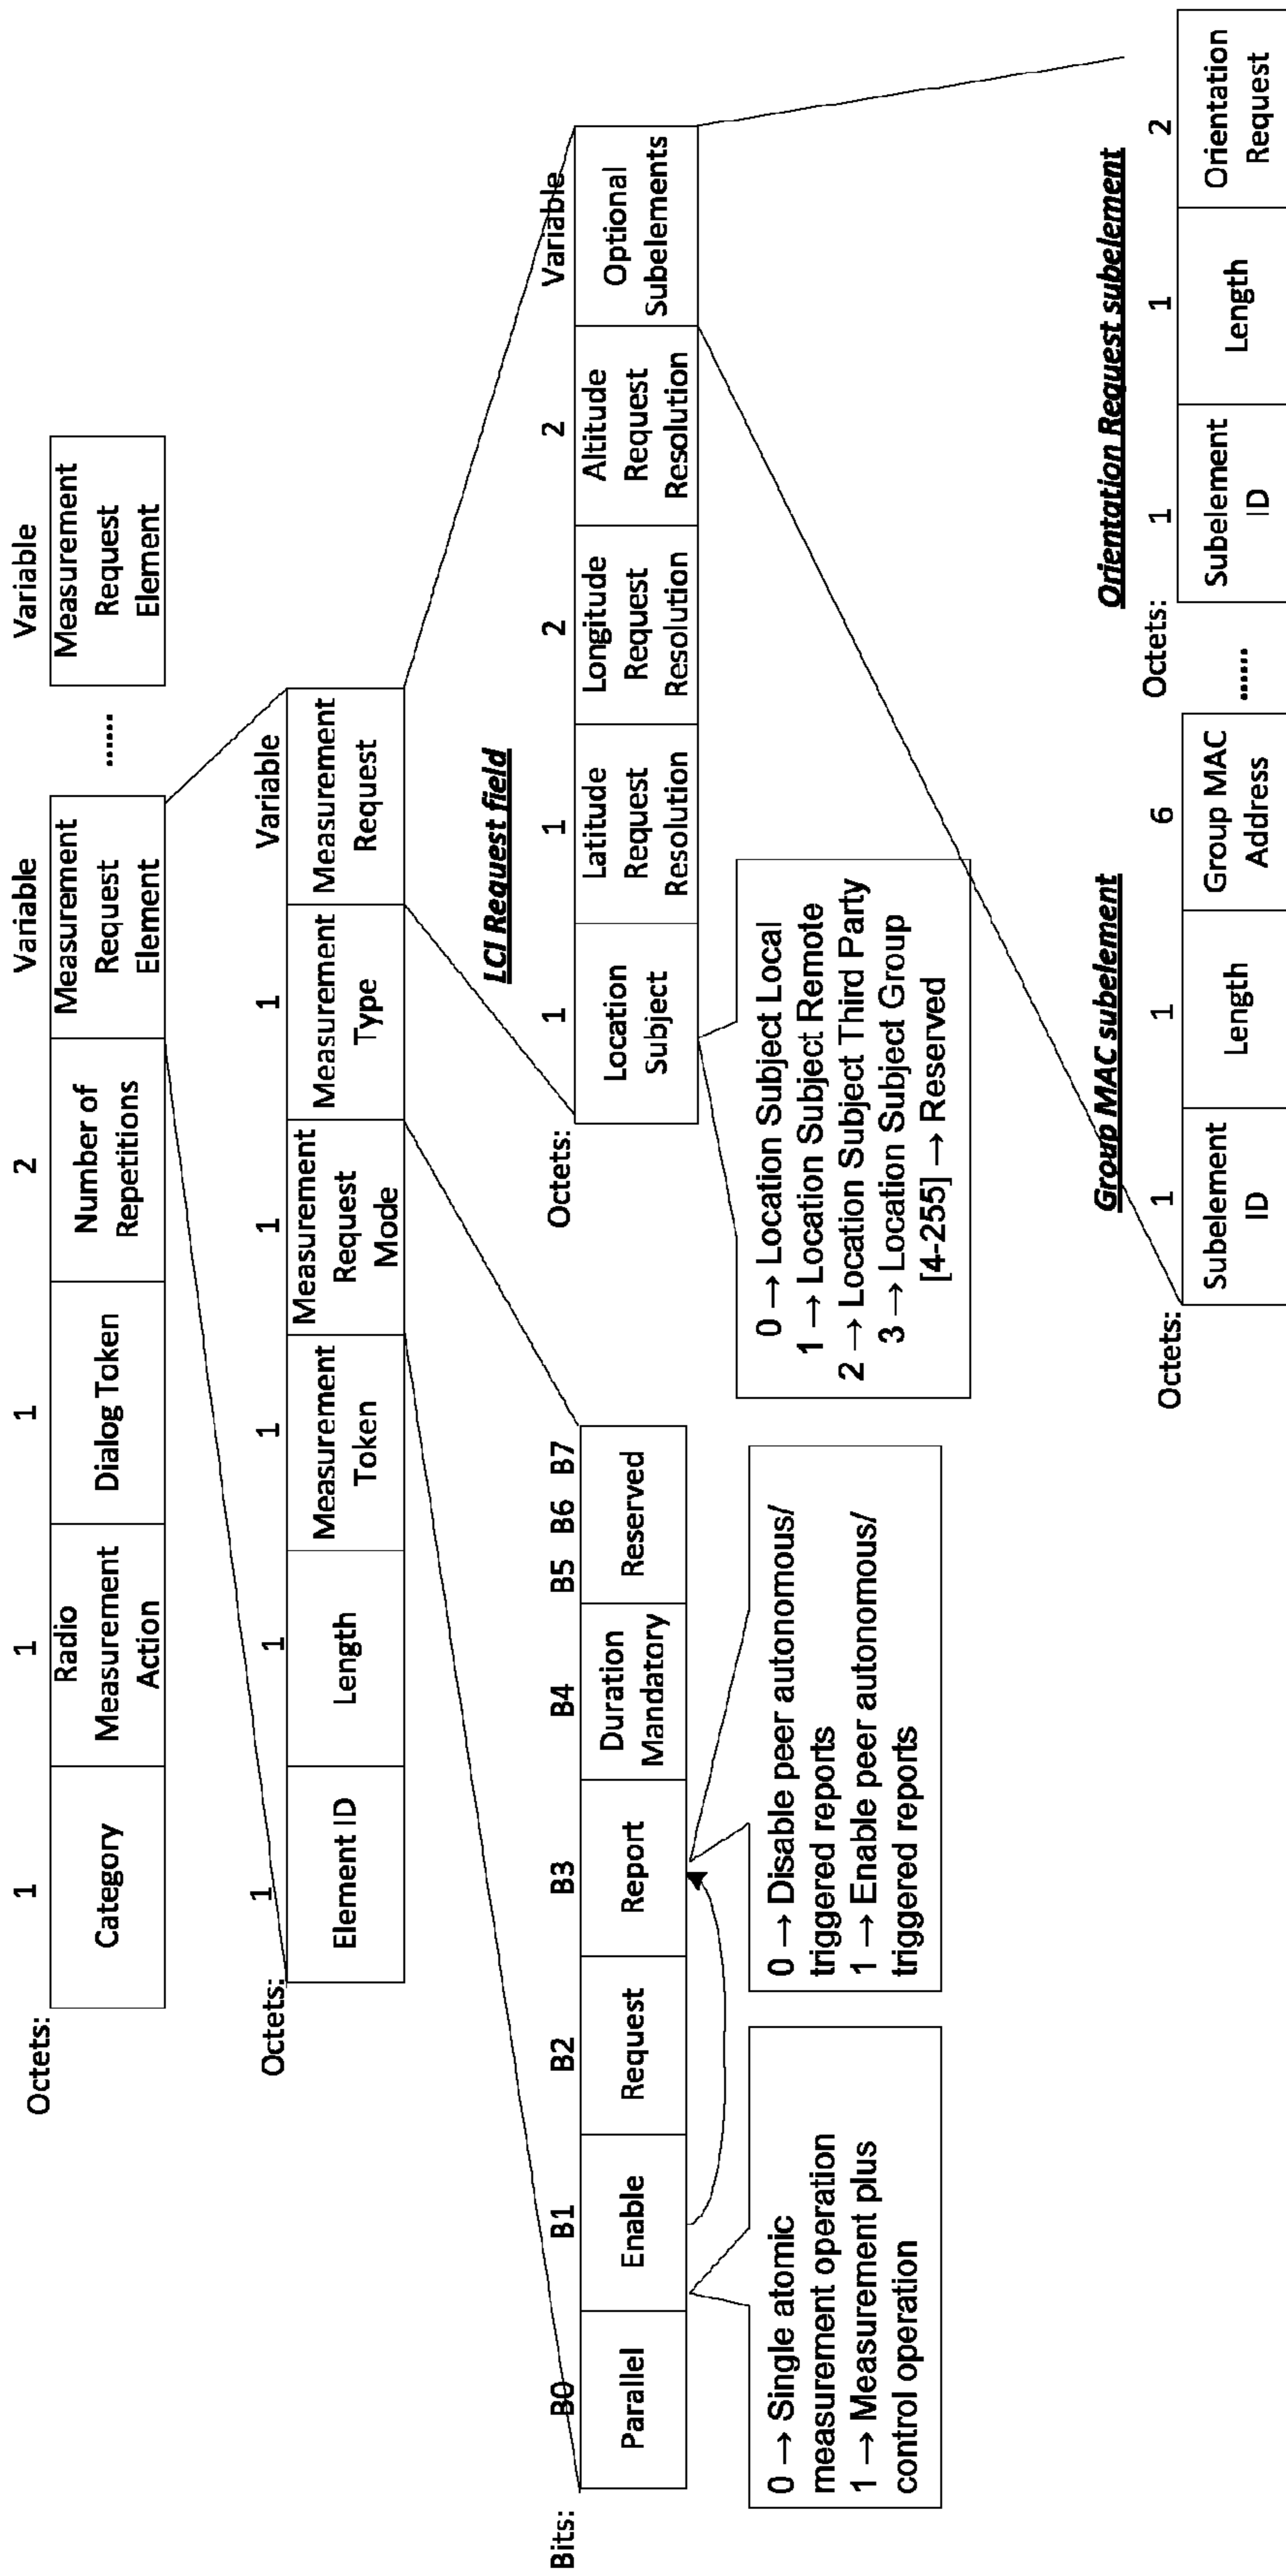 Octets:
1
1
1
2
Variable
Variable
Category
Radio
Measurement
Action
Dialog Token
Number of
Repetitions
Measurement
Request
Element
......
Measurement
Request
Element
Octets:
1
1
1
1
1
Variable
Element ID
Length
Measurement
Token
Measurement
Request
Mode
Measurement
Type
Measurement
Request
LCI Request field
Bits:
B0
B1
B2
B3
B4
B5
B6
B7
Parallel
Enable
Request
Report
Duration
Mandatory
Reserved
Octets:
1
1
2
2
Variable
Location
Subject
Latitude
Request
Resolution
Longitude
Request
Resolution
Altitude
Request
Resolution
Optional
Subelements
0 → Single atomic
measurement operation
1 → Measurement plus
control operation
0 → Disable peer autonomous/
triggered reports
1 → Enable peer autonomous/
triggered reports
0 → Location Subject Local
1 → Location Subject Remote
2 → Location Subject Third Party
3 → Location Subject Group
[4-255] → Reserved
Group MAC subelement
Octets:
1
1
6
Subelement
ID
Length
Group MAC
Address
......
Orientation Request subelement
Octets:
1
1
2
Subelement
ID
Length
Orientation
Request